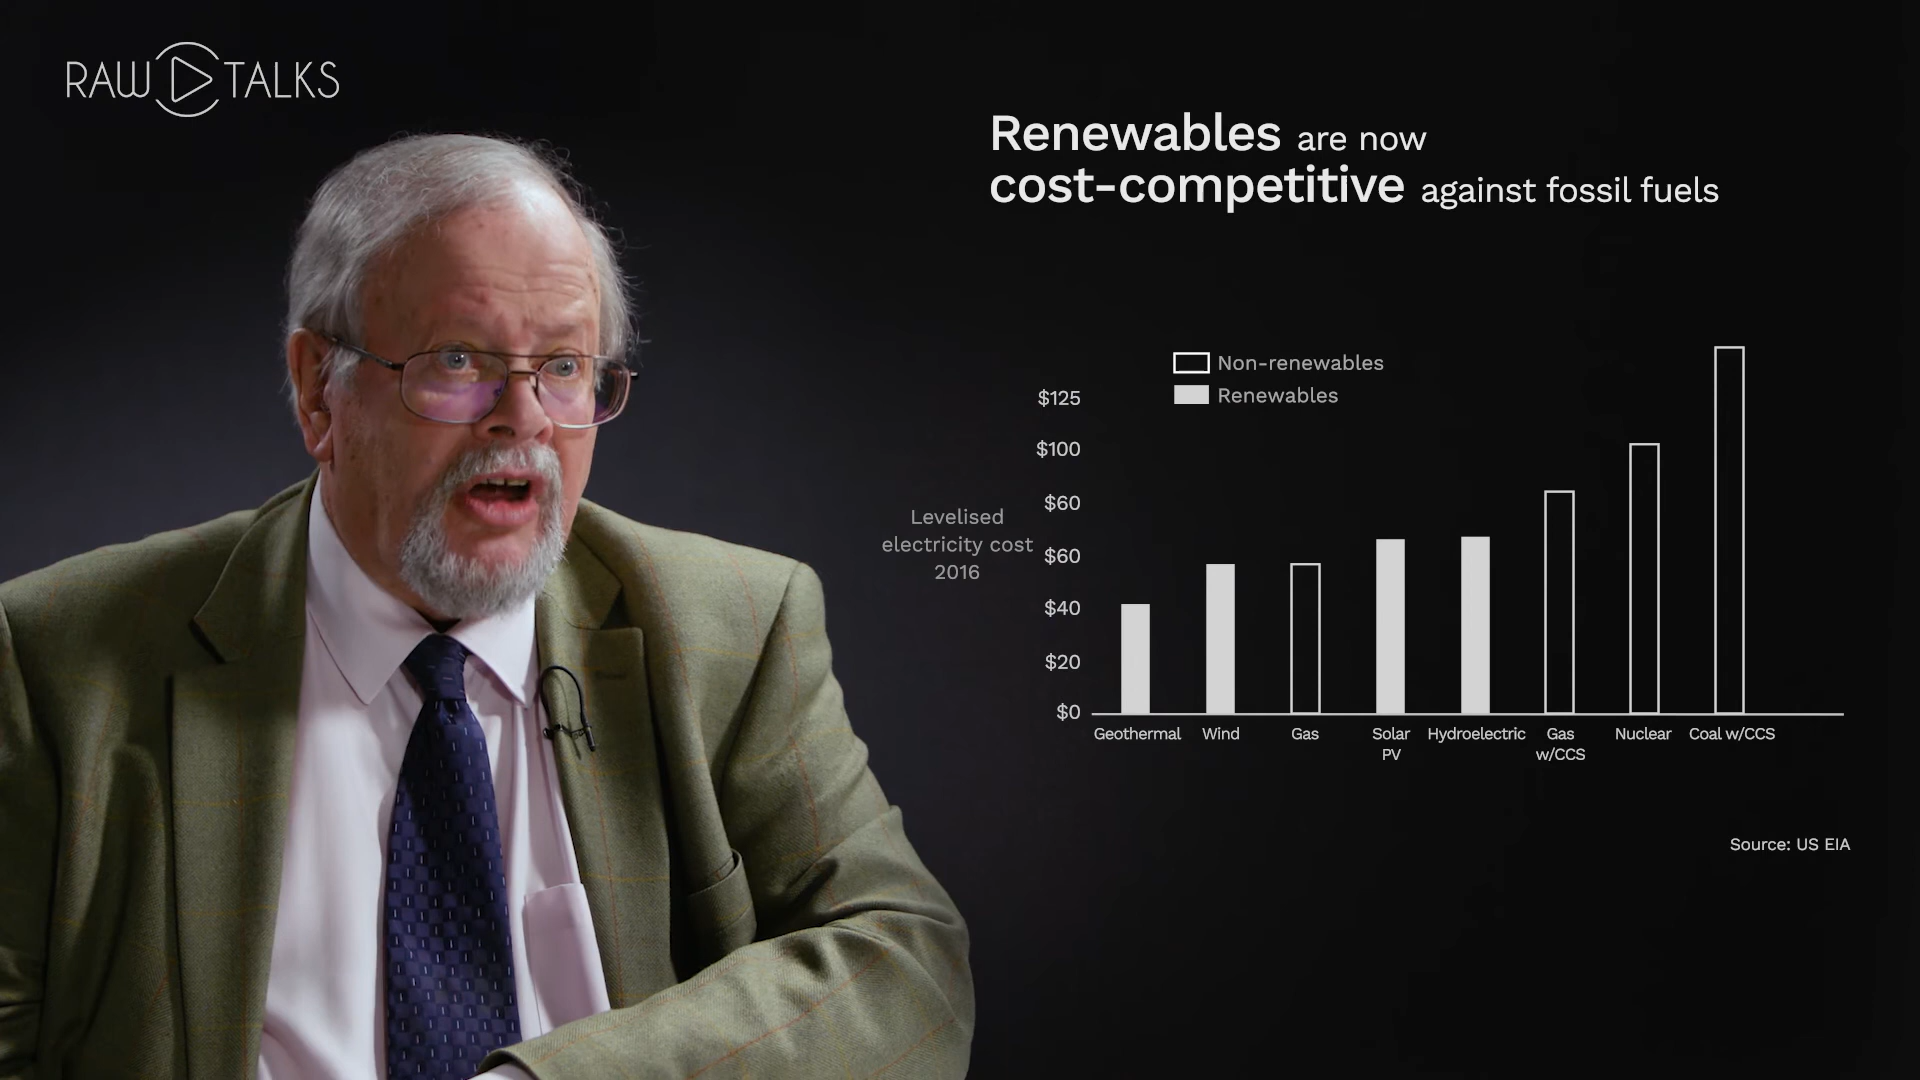 RAW TALKS
Renewables are now
cost-competitive against fossil fuels
Non-renewables
Renewables
$125
$100
$60
$60
$40
$20
$0
Levelised
electricity cost
2016
Geothermal Wind Gas Solar Hydroelectric Gas Nuclear Coal w/CCS
PV w/CCS
Source: US EIA